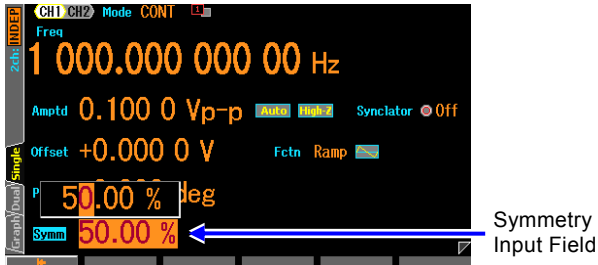 CH1 CH2 Mode CONT 1
2ch: INDEP
Freq
1 000.000 000 00 Hz
Amptd 0.100 0 Vp-p Auto High-Z Synclator Off
Offset +0.000 0 V Fctn Ramp
P deg
50.00 %
Symm 50.00 %
Graph Dual Single
Symmetry
Input Field